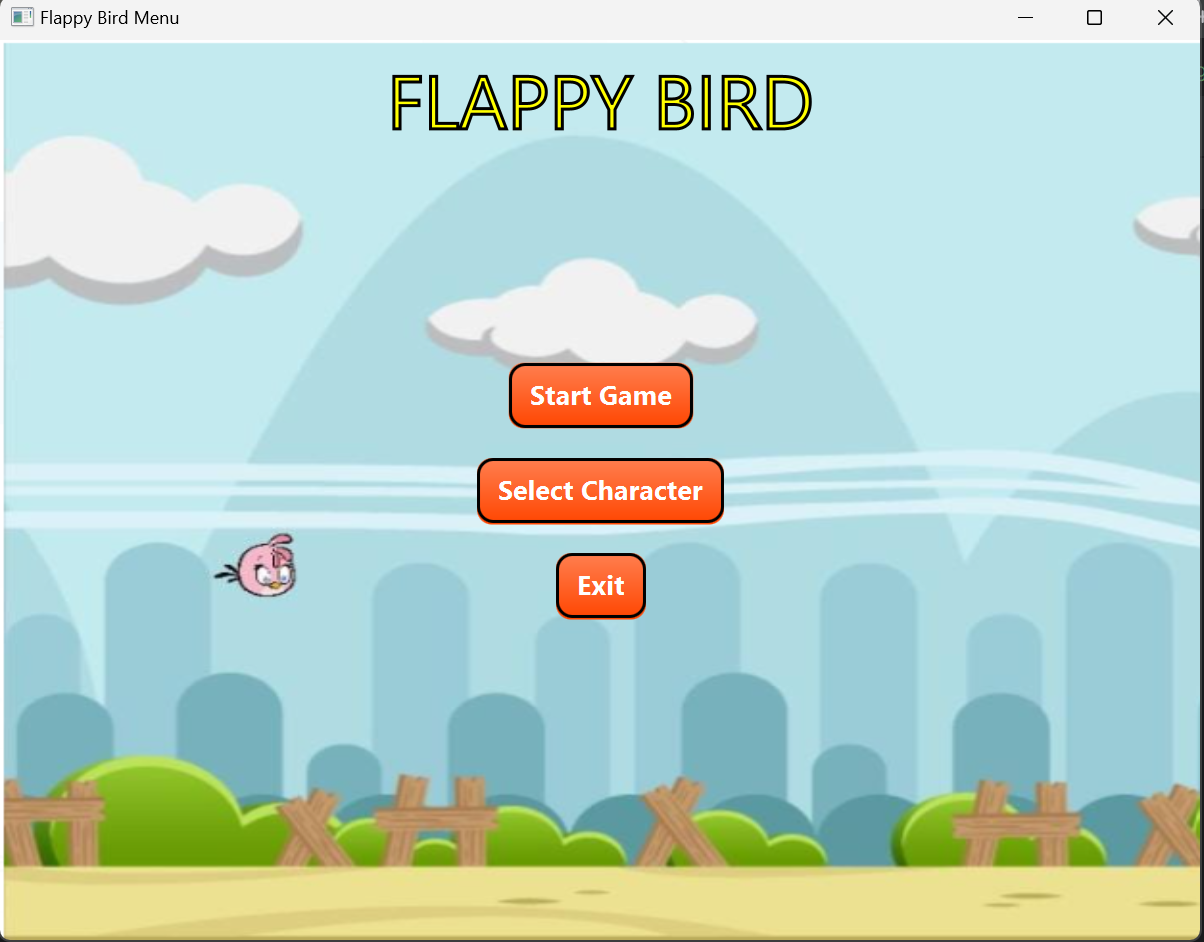 Flappy Bird Menu
FLAPPY BIRD
Start Game
Select Character
Exit